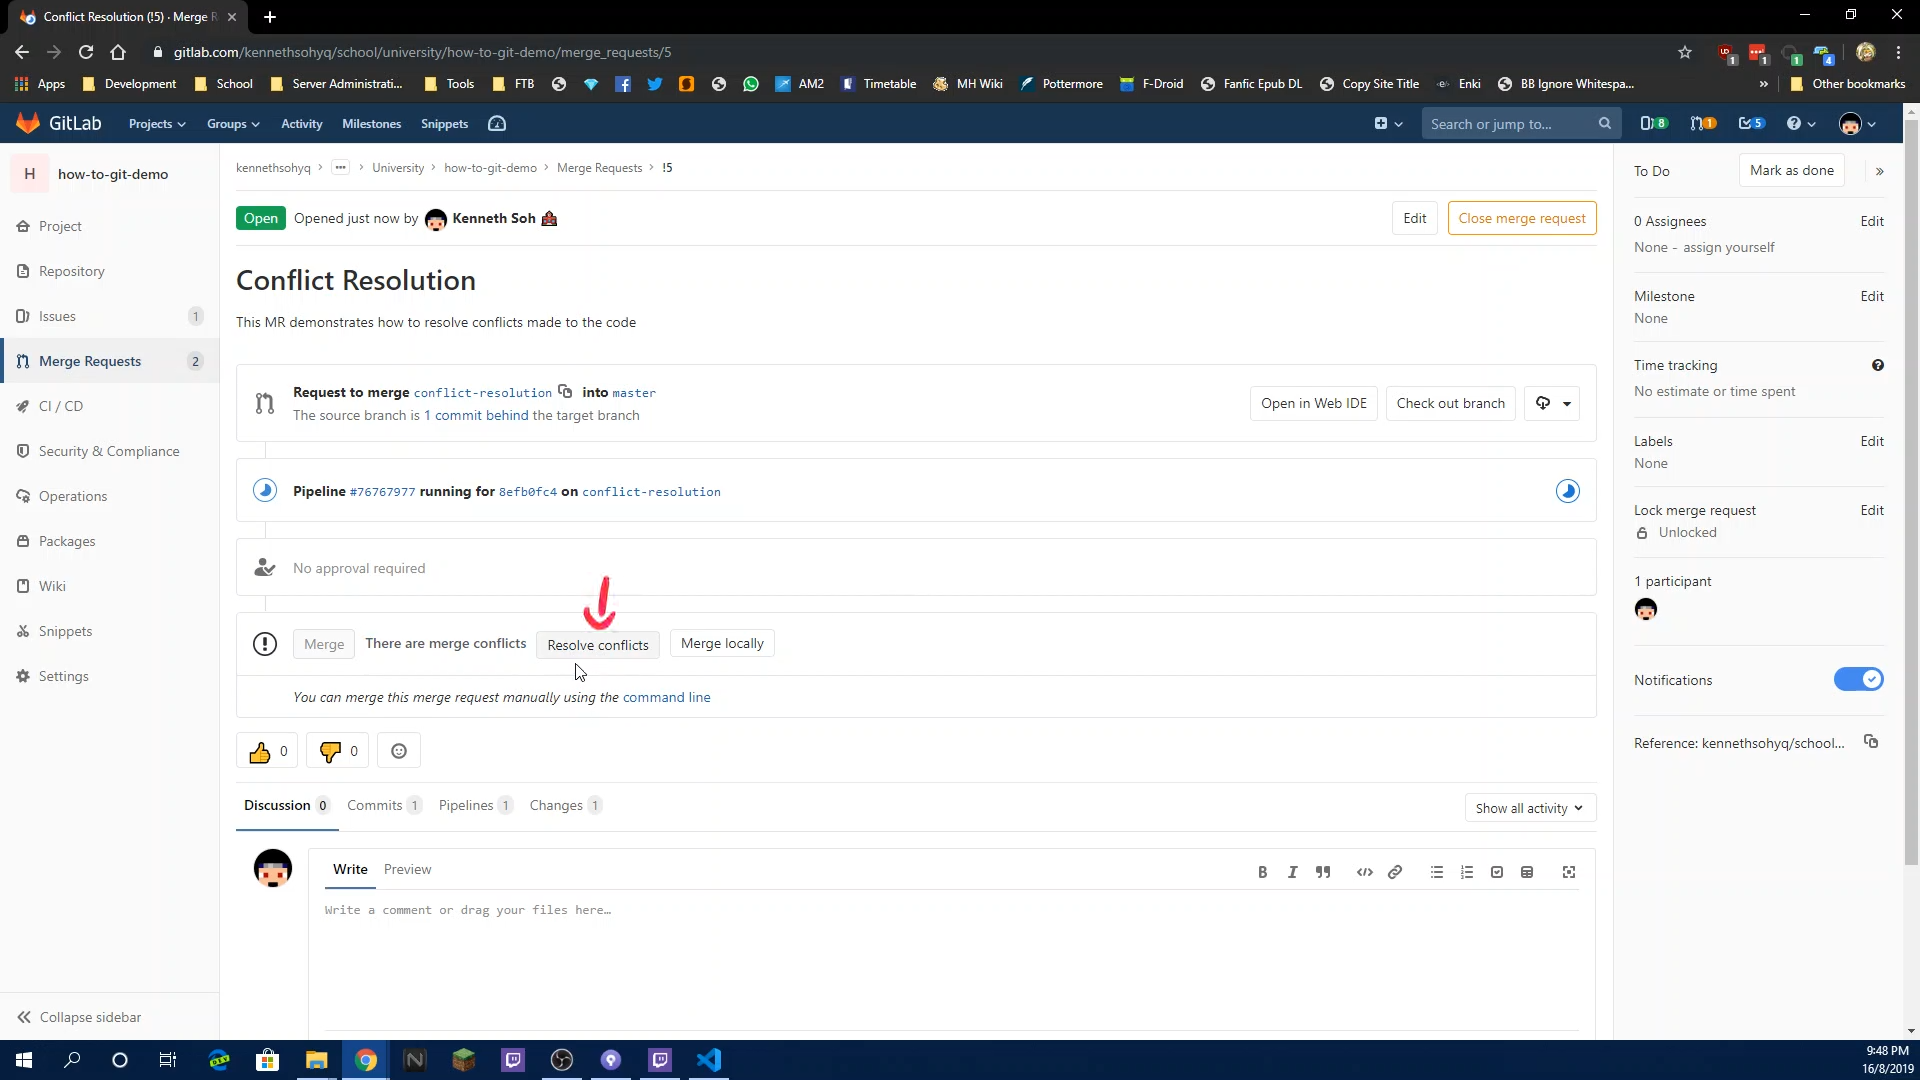 Conflict Resolution (!5) · Merge R
gitlab.com/kennethsohyq/school/university/how-to-git-demo/merge_requests/5
1 1 1 4
Apps Development School Server Administrati... Tools FTB AM2 Timetable MH Wiki Pottermore F-Droid Fanfic Epub DL Copy Site Title Enki BB Ignore Whitespa... » Other bookmarks
GitLab Projects Groups Activity Milestones Snippets Search or jump to... 8 1 5
H how-to-git-demo
Project
Repository
Issues 1
Merge Requests 2
CI / CD
Security & Compliance
Operations
Packages
Wiki
Snippets
Settings
Collapse sidebar
kennethsohyq › ... › University › how-to-git-demo › Merge Requests › !5
Open Opened just now by Kenneth Soh
Edit Close merge request
Conflict Resolution
This MR demonstrates how to resolve conflicts made to the code
Request to merge conflict-resolution into master
The source branch is 1 commit behind the target branch
Open in Web IDE Check out branch
Pipeline #76767977 running for 8efb0fc4 on conflict-resolution
No approval required
Merge There are merge conflicts Resolve conflicts Merge locally
You can merge this merge request manually using the command line
0 0
Discussion 0 Commits 1 Pipelines 1 Changes 1
Show all activity
Write Preview
Write a comment or drag your files here…
To Do Mark as done »
0 Assignees Edit
None - assign yourself
Milestone Edit
None
Time tracking
No estimate or time spent
Labels Edit
None
Lock merge request Edit
Unlocked
1 participant
Notifications
Reference: kennethsohyq/school...
DEV
N
9:48 PM
16/8/2019